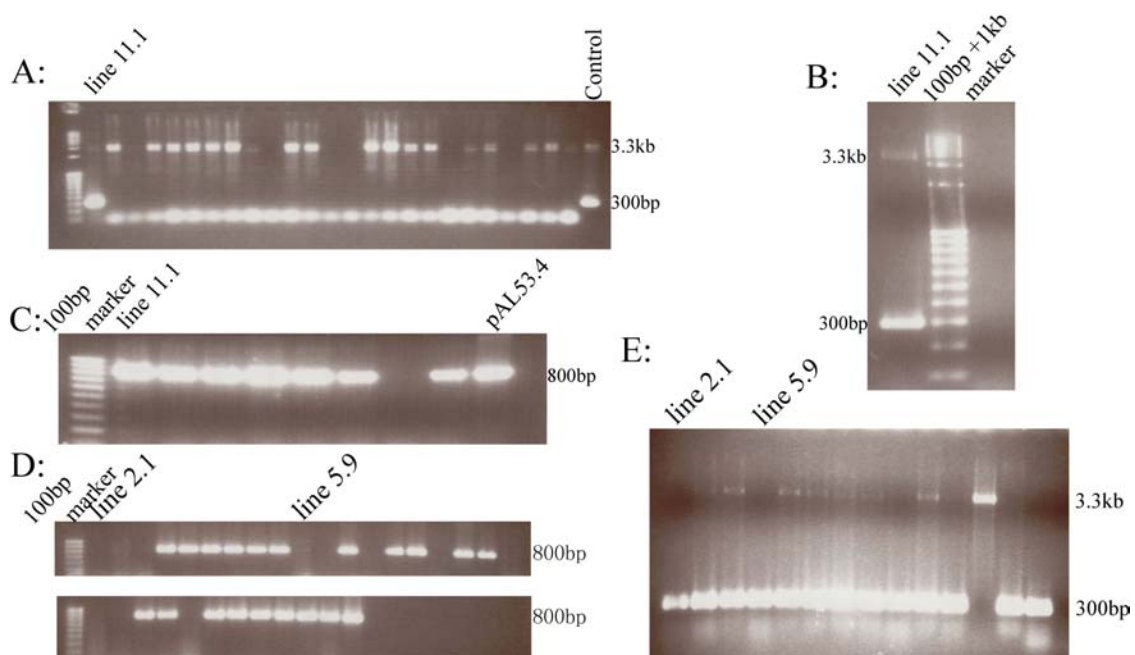 A:
line 11.1
Control
3.3kb
300bp
B:
line 11.1
100bp +1kb
marker
3.3kb
300bp
C:
100bp
marker
line 11.1
pAL53.4
800bp
D:
100bp
marker
line 2.1
line 5.9
800bp
800bp
E:
line 2.1
line 5.9
3.3kb
300bp